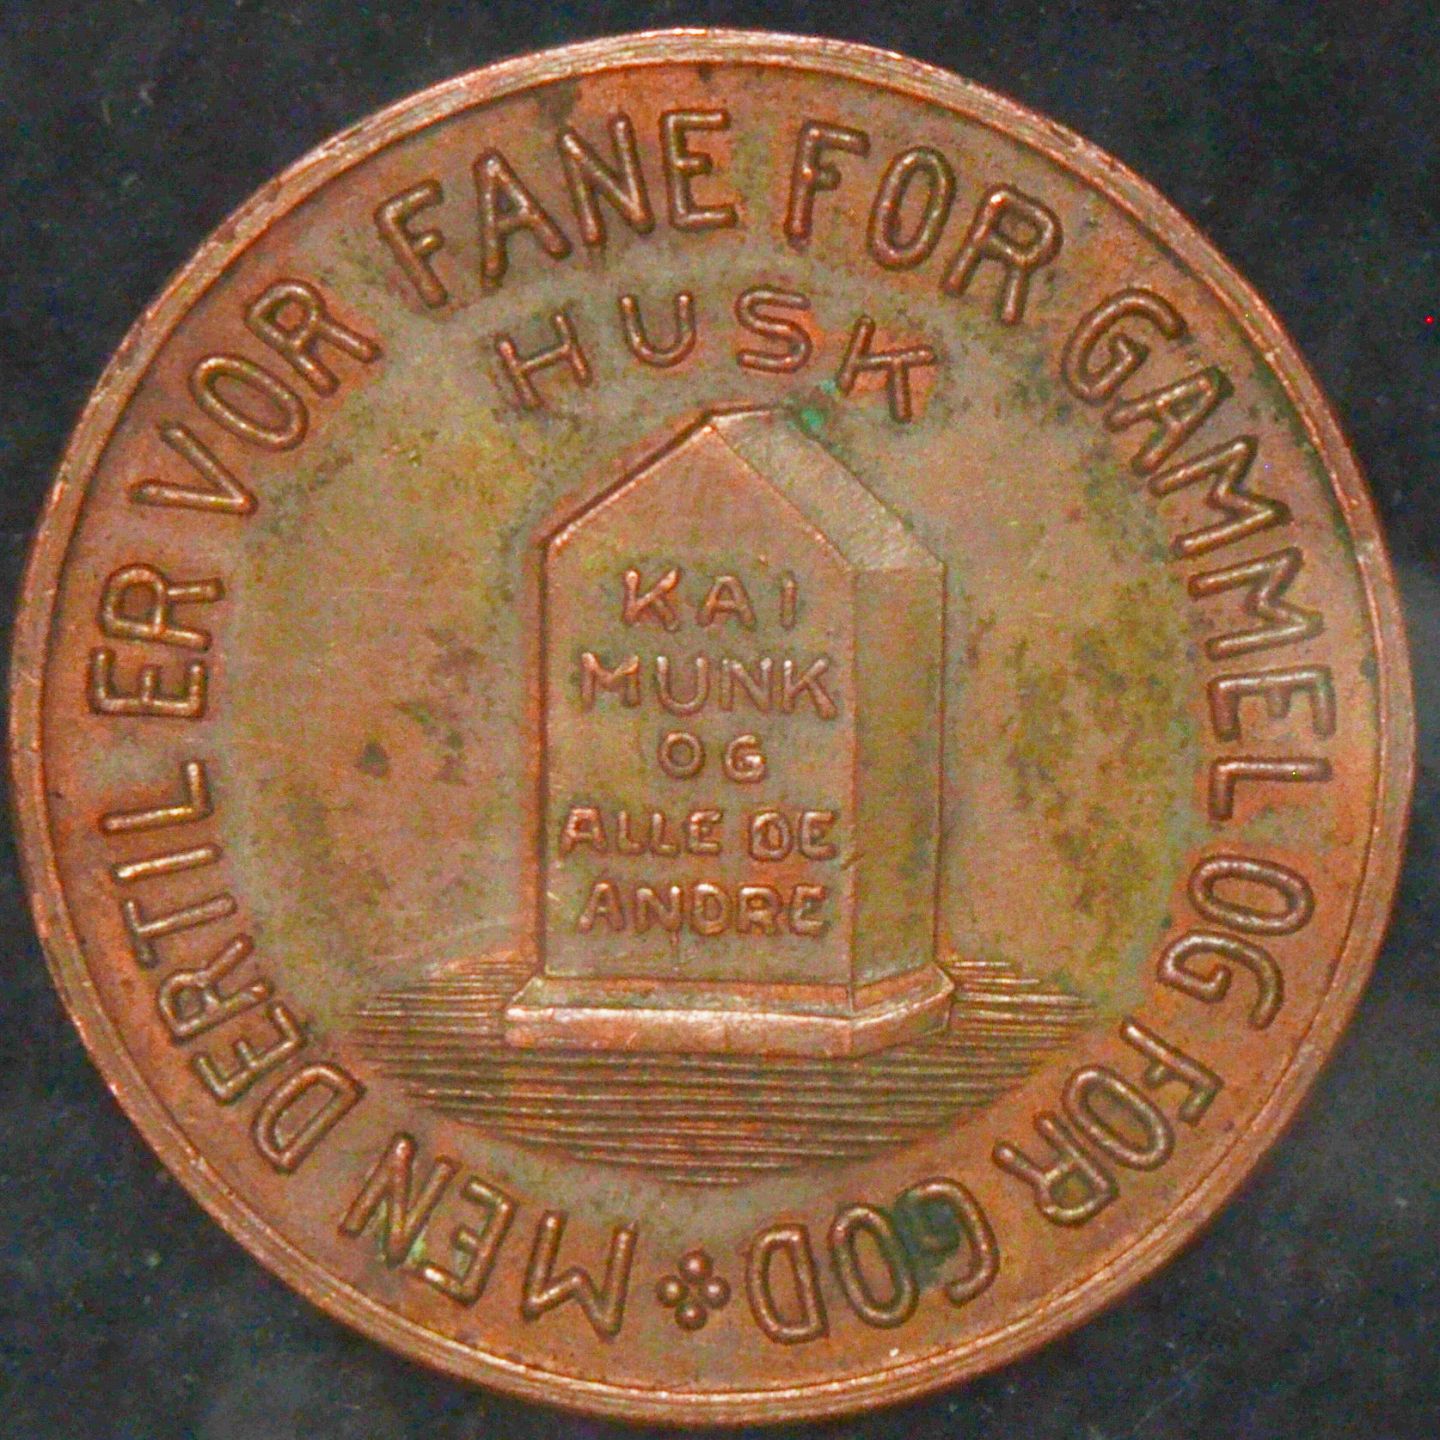 MEN DERTIL ER VOR FANE FOR GAMMEL OG FOR GOD
HUSK
KAI
MUNK
OG
ALLE DE
ANDRE